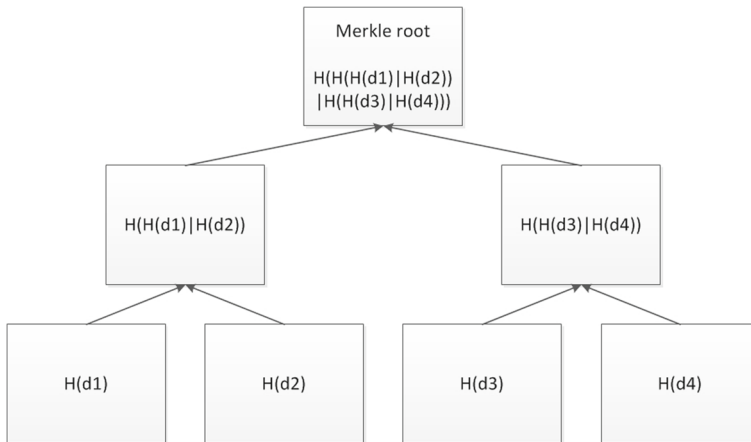 Merkle root
H(H(H(d1)|H(d2))
|H(H(d3)|H(d4)))
H(H(d1)|H(d2))
H(H(d3)|H(d4))
H(d1)
H(d2)
H(d3)
H(d4)